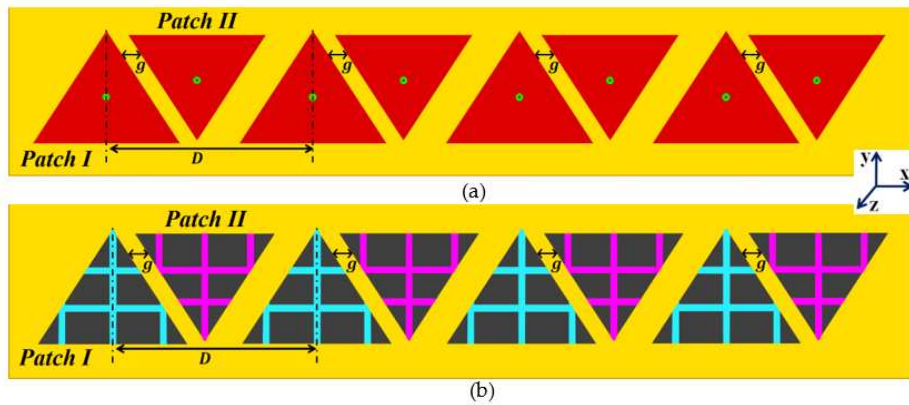 Patch II
g g g g
Patch I D
y
x
z
(a)
Patch II
g g g g
Patch I D
(b)